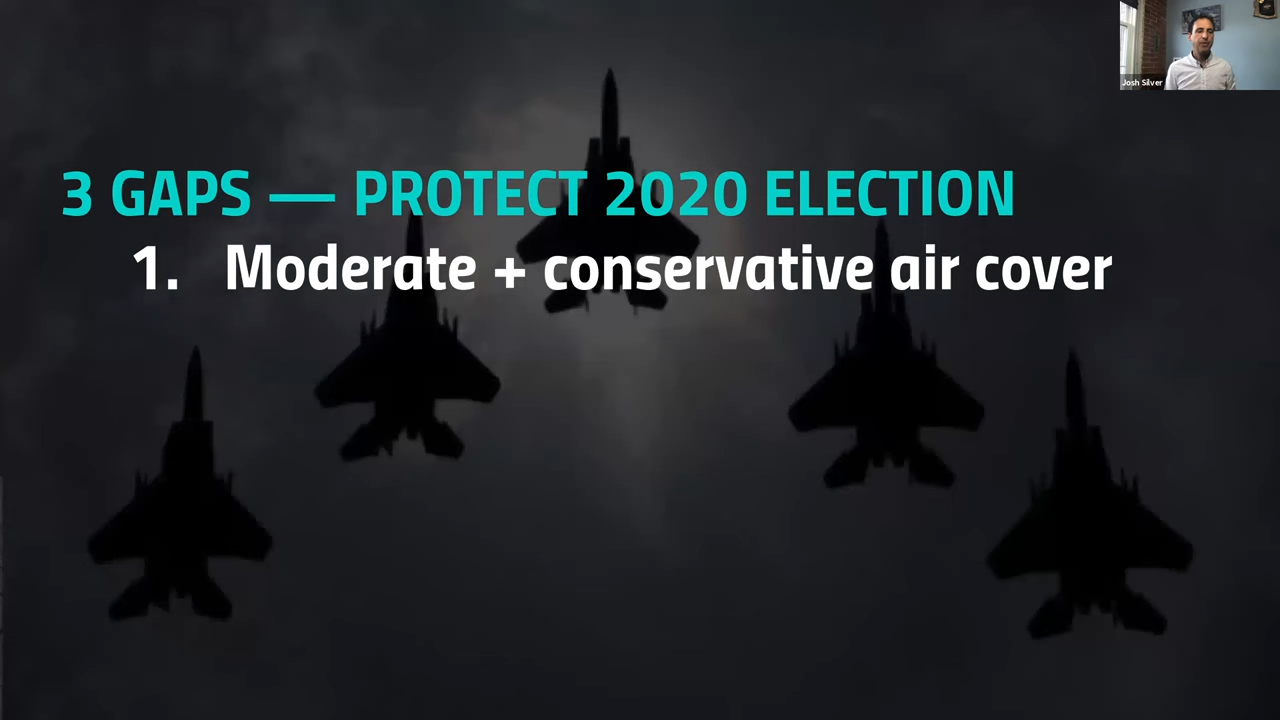 Josh Silver
3 GAPS — PROTECT 2020 ELECTION
1. Moderate + conservative air cover